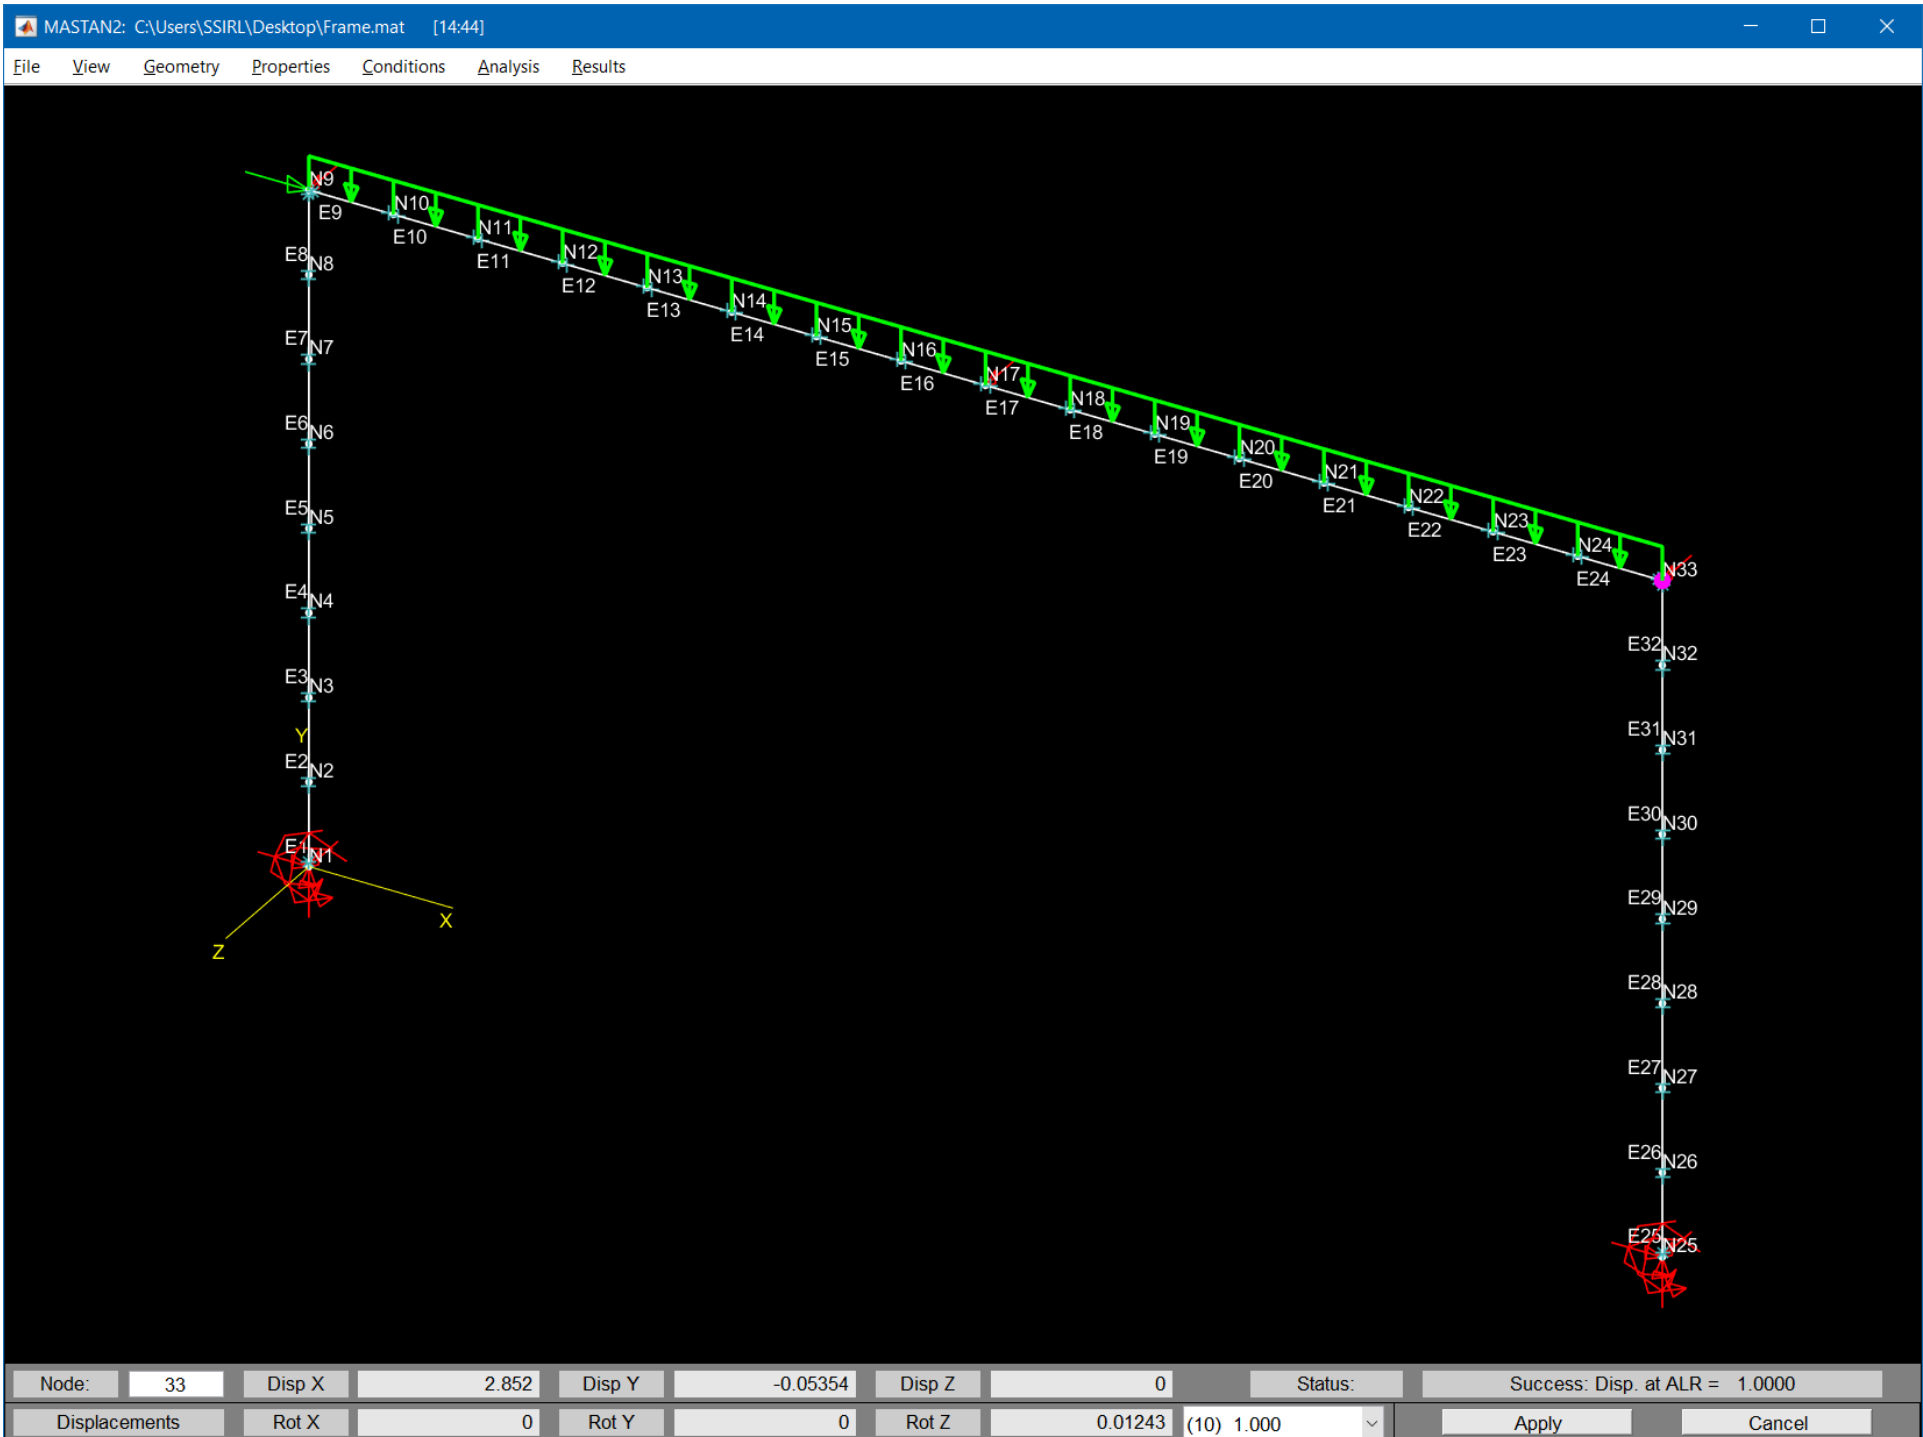 MASTAN2: C:\Users\SSIRL\Desktop\Frame.mat [14:44]
File View Geometry Properties Conditions Analysis Results
N9
E9
N10
E10
N11
E11
N12
E12
N13
E13
N14
E14
N15
E15
N16
E16
N17
E17
N18
E18
N19
E19
N20
E20
N21
E21
N22
E22
N23
E23
N24
E24
N33
E8
N8
E7
N7
E6
N6
E5
N5
E4
N4
E3
N3
Y
E2
N2
E1
N1
X
Z
E32
N32
E31
N31
E30
N30
E29
N29
E28
N28
E27
N27
E26
N26
E25
N25
Node: 33 Disp X 2.852 Disp Y -0.05354 Disp Z 0 Status: Success: Disp. at ALR = 1.0000
Displacements Rot X 0 Rot Y 0 Rot Z 0.01243 (10) 1.000 Apply Cancel